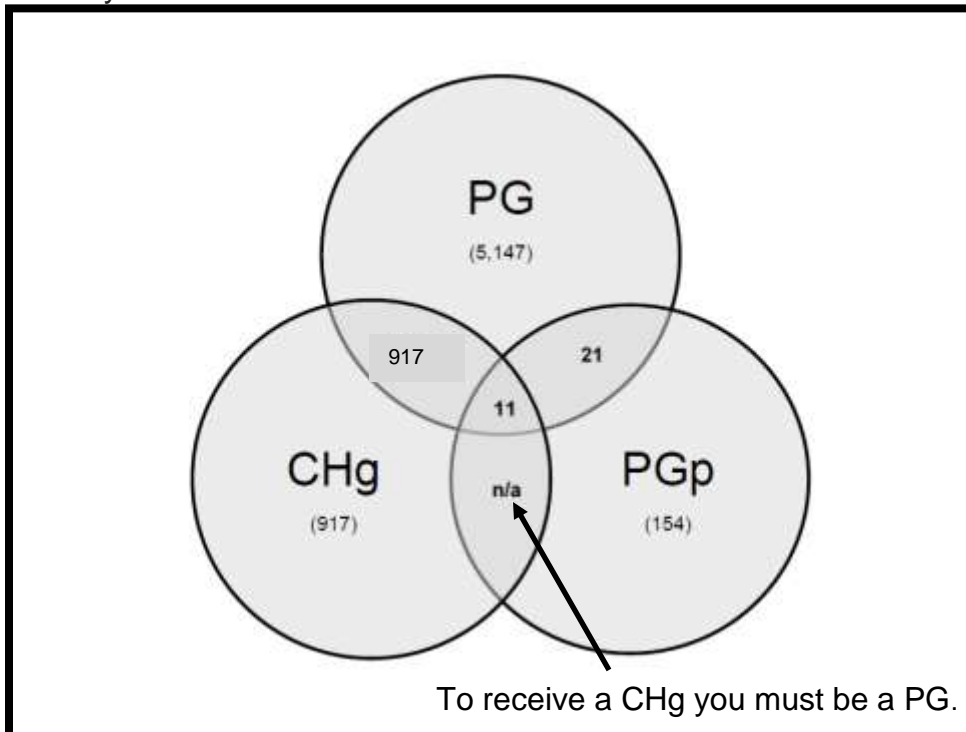 PG
(5,147)
917
21
11
CHg
(917)
PGp
(154)
n/a
To receive a CHg you must be a PG.